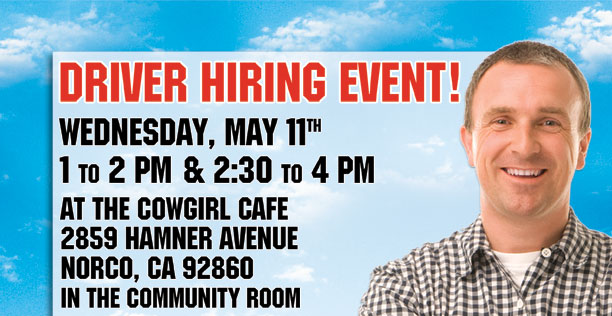 DRIVER HIRING EVENT!
WEDNESDAY, MAY 11TH
1 TO 2 PM & 2:30 TO 4 PM
AT THE COWGIRL CAFE
2859 HAMNER AVENUE
NORCO, CA 92860
IN THE COMMUNITY ROOM